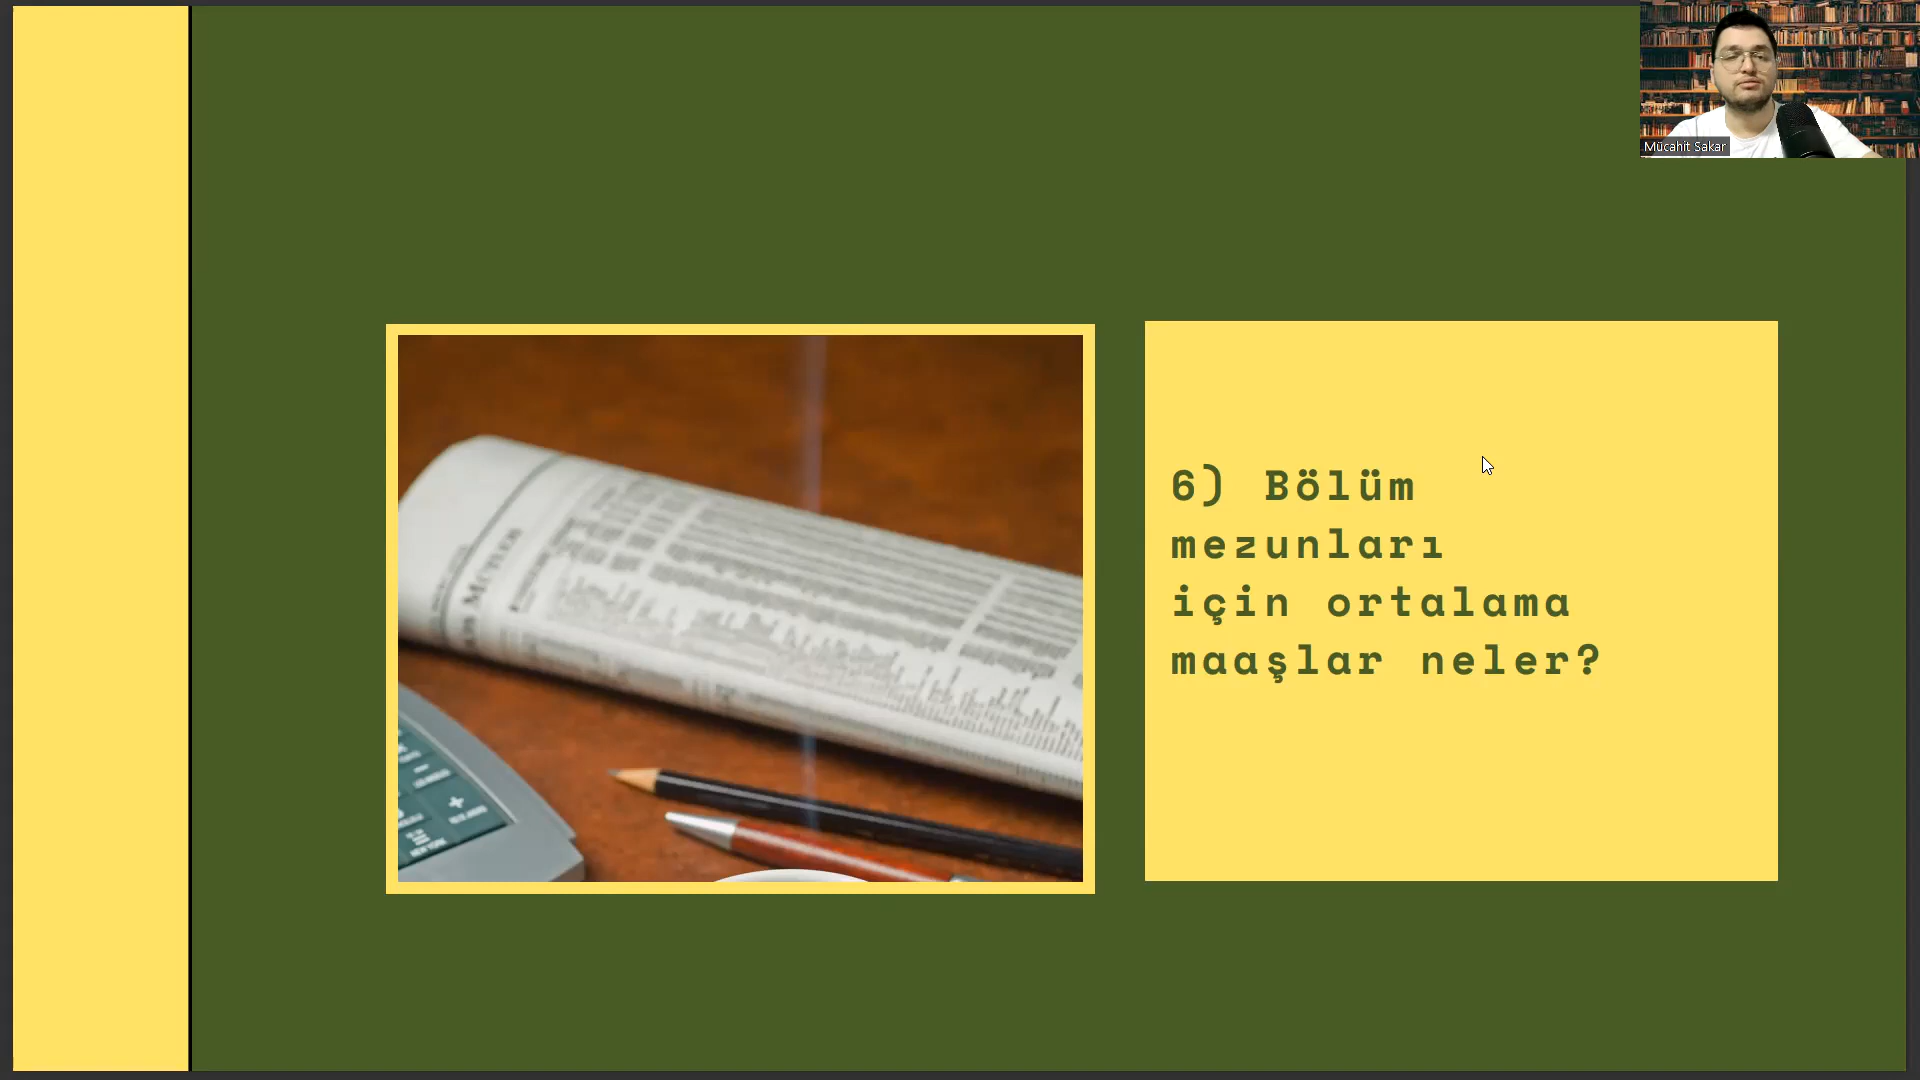 Mücahit Sakar
6) Bölüm
mezunları
için ortalama
maaşlar neler?